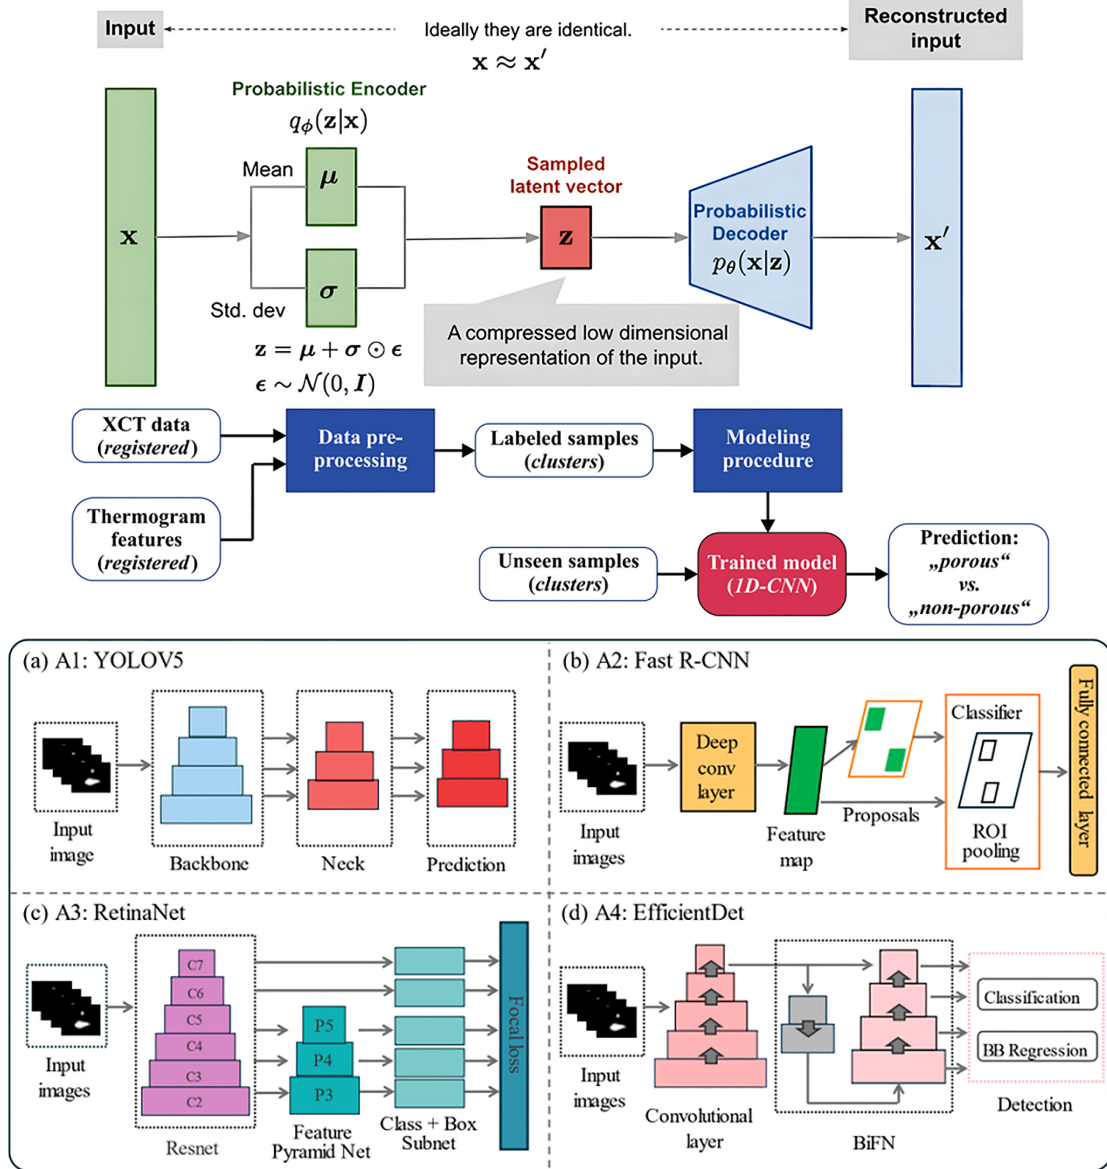 Input
Ideally they are identical.
x ≈ x′
Reconstructed
input
Probabilistic Encoder
qϕ(z|x)
Mean
μ
Std. dev
σ
z = μ + σ ⊙ ϵ
ϵ ∼ 𝒩(0, I)
x
Sampled
latent vector
z
A compressed low dimensional
representation of the input.
Probabilistic
Decoder
pθ(x|z)
x′
XCT data
(registered)
Thermogram
features
(registered)
Data pre-
processing
Labeled samples
(clusters)
Modeling
procedure
Unseen samples
(clusters)
Trained model
(1D-CNN)
Prediction:
„porous“
vs.
„non-porous“
(a) A1: YOLOV5
Input
image
Backbone
Neck
Prediction
(b) A2: Fast R-CNN
Input
images
Deep
conv
layer
Feature
map
Proposals
Classifier
ROI
pooling
Fully connected layer
(c) A3: RetinaNet
Input
images
C7
C6
C5
C4
C3
C2
Resnet
P5
P4
P3
Feature
Pyramid Net
Class + Box
Subnet
Focal loss
(d) A4: EfficientDet
Input
images
Convolutional
layer
BiFN
Classification
BB Regression
Detection